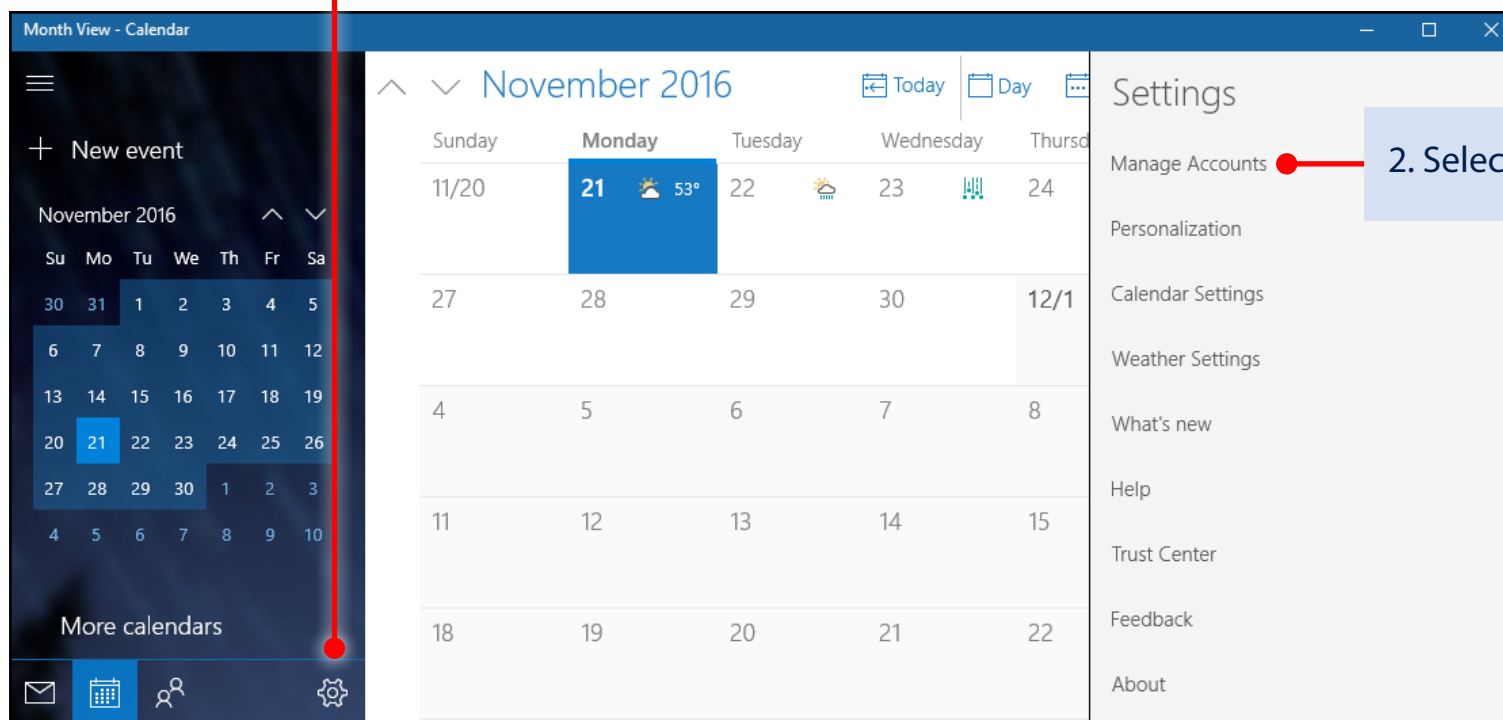 Month View - Calendar
New event
November 2016
Su Mo Tu We Th Fr Sa
30 31 1 2 3 4 5
6 7 8 9 10 11 12
13 14 15 16 17 18 19
20 21 22 23 24 25 26
27 28 29 30 1 2 3
4 5 6 7 8 9 10
More calendars
November 2016 Today Day
Sunday Monday Tuesday Wednesday Thursd
11/20 21 53° 22 23 24
27 28 29 30 12/1
4 5 6 7 8
11 12 13 14 15
18 19 20 21 22
Settings
Manage Accounts
2. Selec
Personalization
Calendar Settings
Weather Settings
What's new
Help
Trust Center
Feedback
About